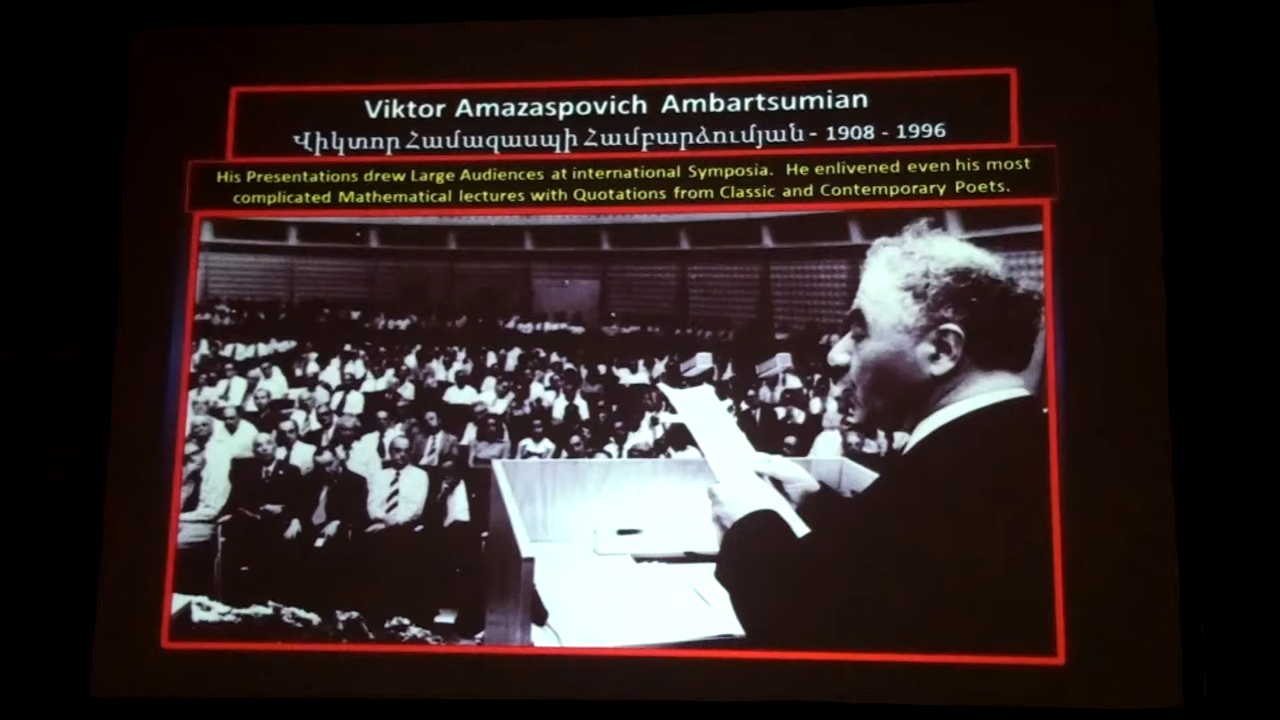 Viktor Amazaspovich Ambartsumian
Վիկտոր Համազասպի Համբարձումյան - 1908 - 1996
His Presentations drew Large Audiences at international Symposia. He enlivened even his most
complicated Mathematical lectures with Quotations from Classic and Contemporary Poets.